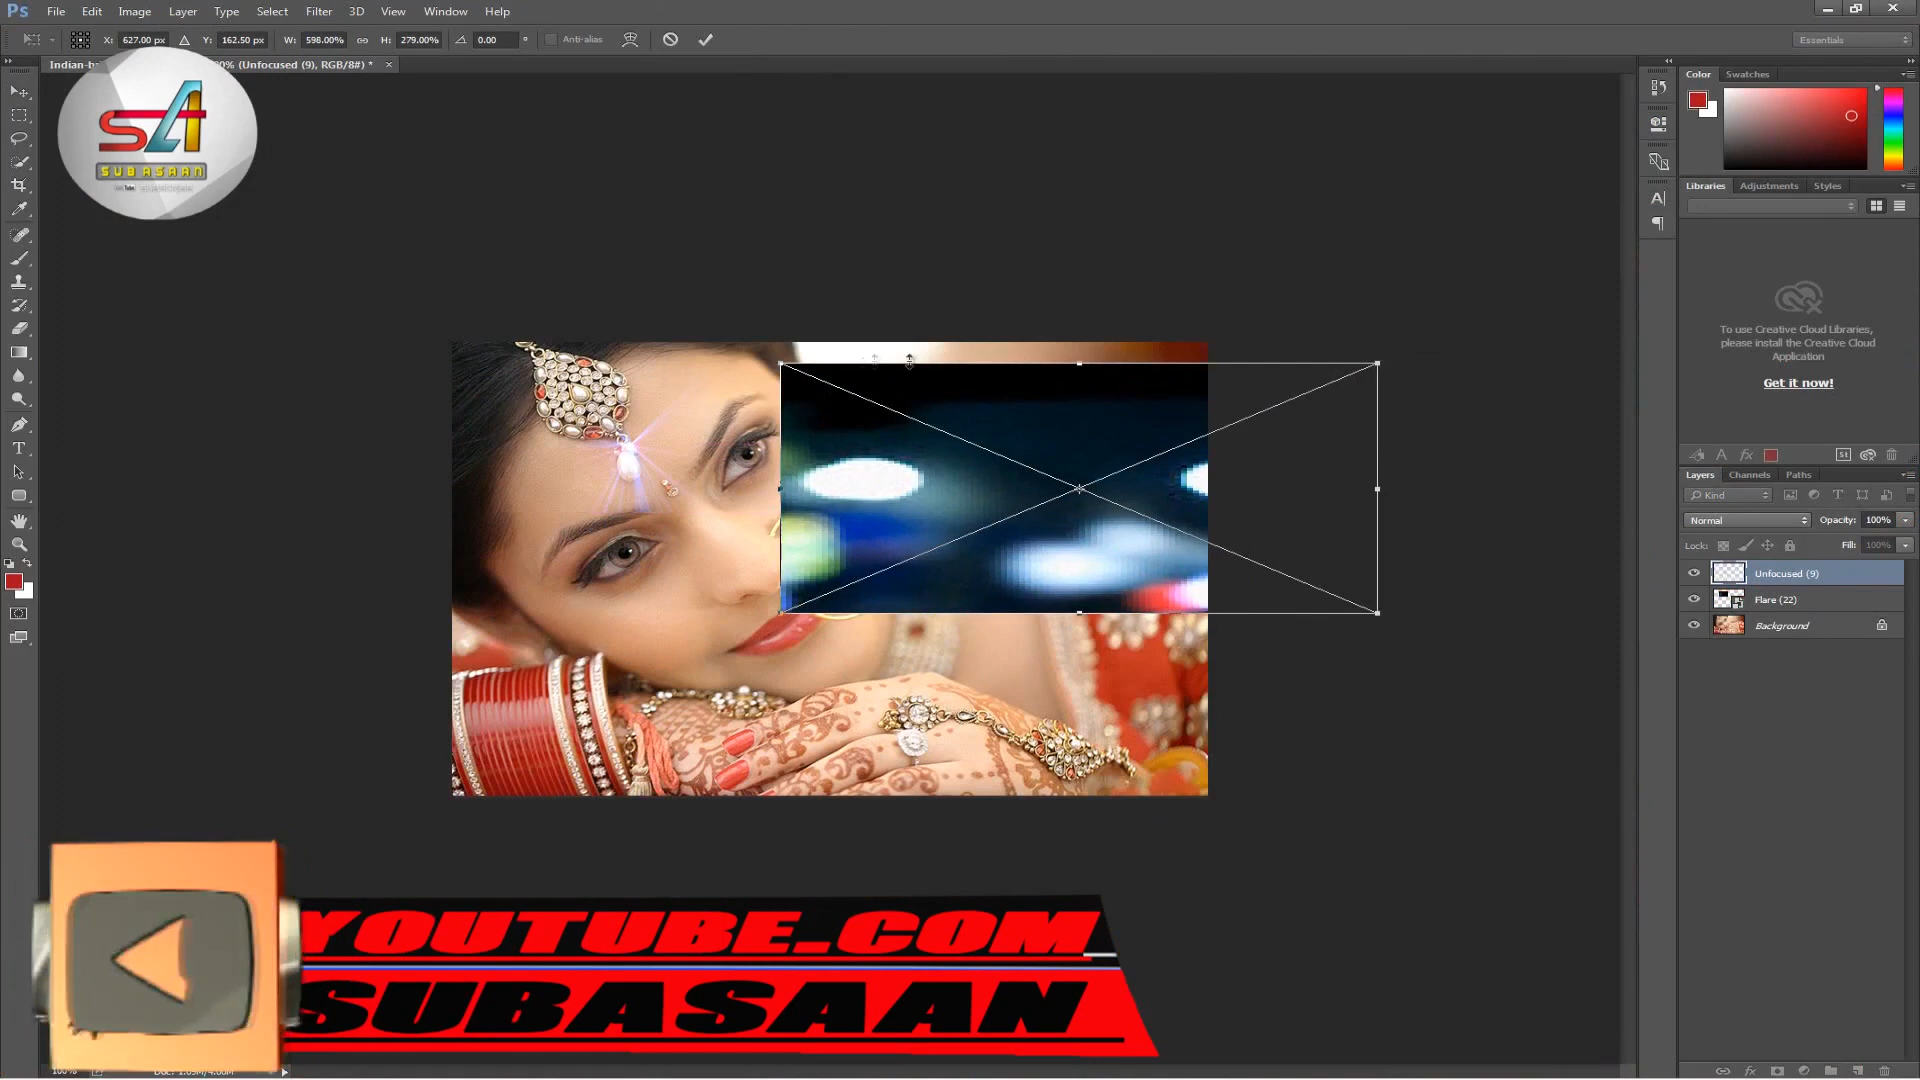 Ps File Edit Image Layer Type Select Filter 3D View Window Help
X: 627.00 px Y: 162.50 px W: 598.00% H: 279.00% 0.00 ° Anti-alias Essentials
Indian-b 0% (Unfocused (9), RGB/8#) * ×
SA
SUBASAAN
Color Swatches
Libraries Adjustments Styles
To use Creative Cloud Libraries,
please install the Creative Cloud
Application
Get it now!
Layers Channels Paths
Kind
Normal Opacity: 100%
Lock: Fill: 100%
Unfocused (9)
Flare (22)
Background
YOUTUBE.COM
SUBASAAN
100%